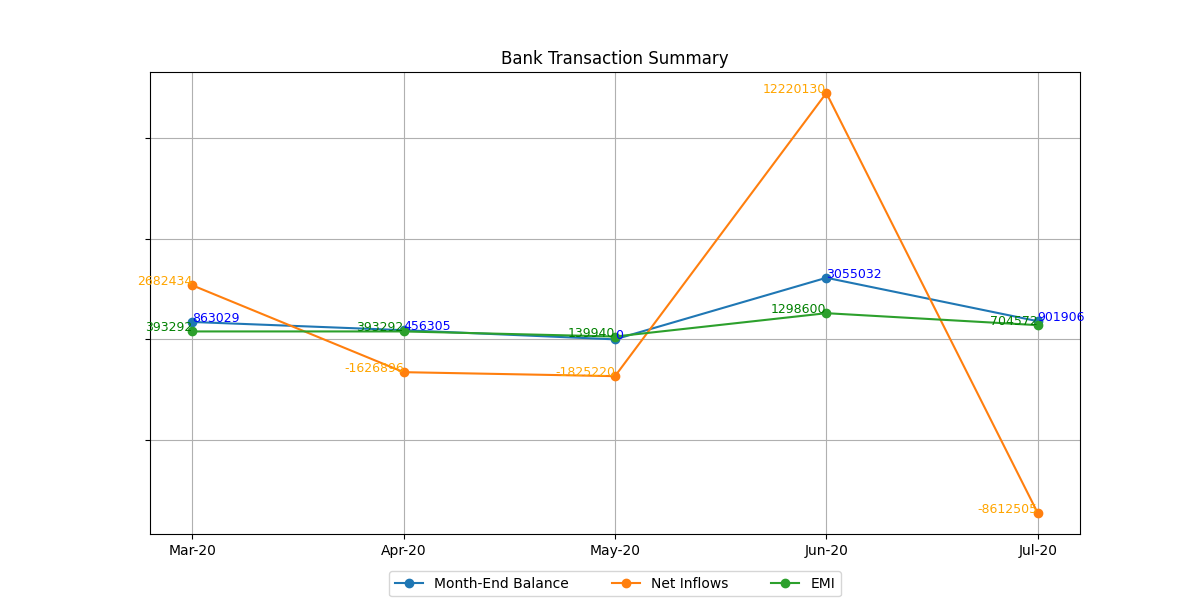 Bank Transaction Summary
12220130
2682434
3055032
863029
393292
393292
456305
139940
0
1298600
704572
901906
-1626896
-1825220
-8612505
Mar-20
Apr-20
May-20
Jun-20
Jul-20
Month-End Balance
Net Inflows
EMI